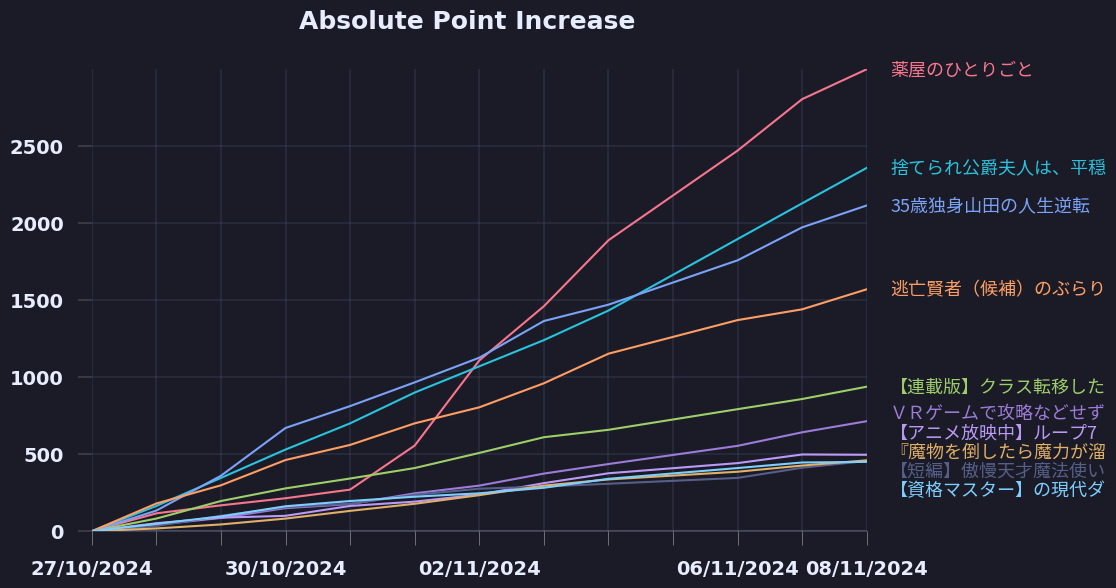 Absolute Point Increase
薬屋のひとりごと
2500
捨てられ公爵夫人は、平穏
35歳独身山田の人生逆転
2000
逃亡賢者（候補）のぶらり
1500
1000
【連載版】クラス転移した
ＶＲゲームで攻略などせず
【アニメ放映中】ループ7
500
『魔物を倒したら魔力が溜
【短編】傲慢天才魔法使い
【資格マスター】の現代ダ
0
27/10/2024 30/10/2024 02/11/2024 06/11/2024 08/11/2024